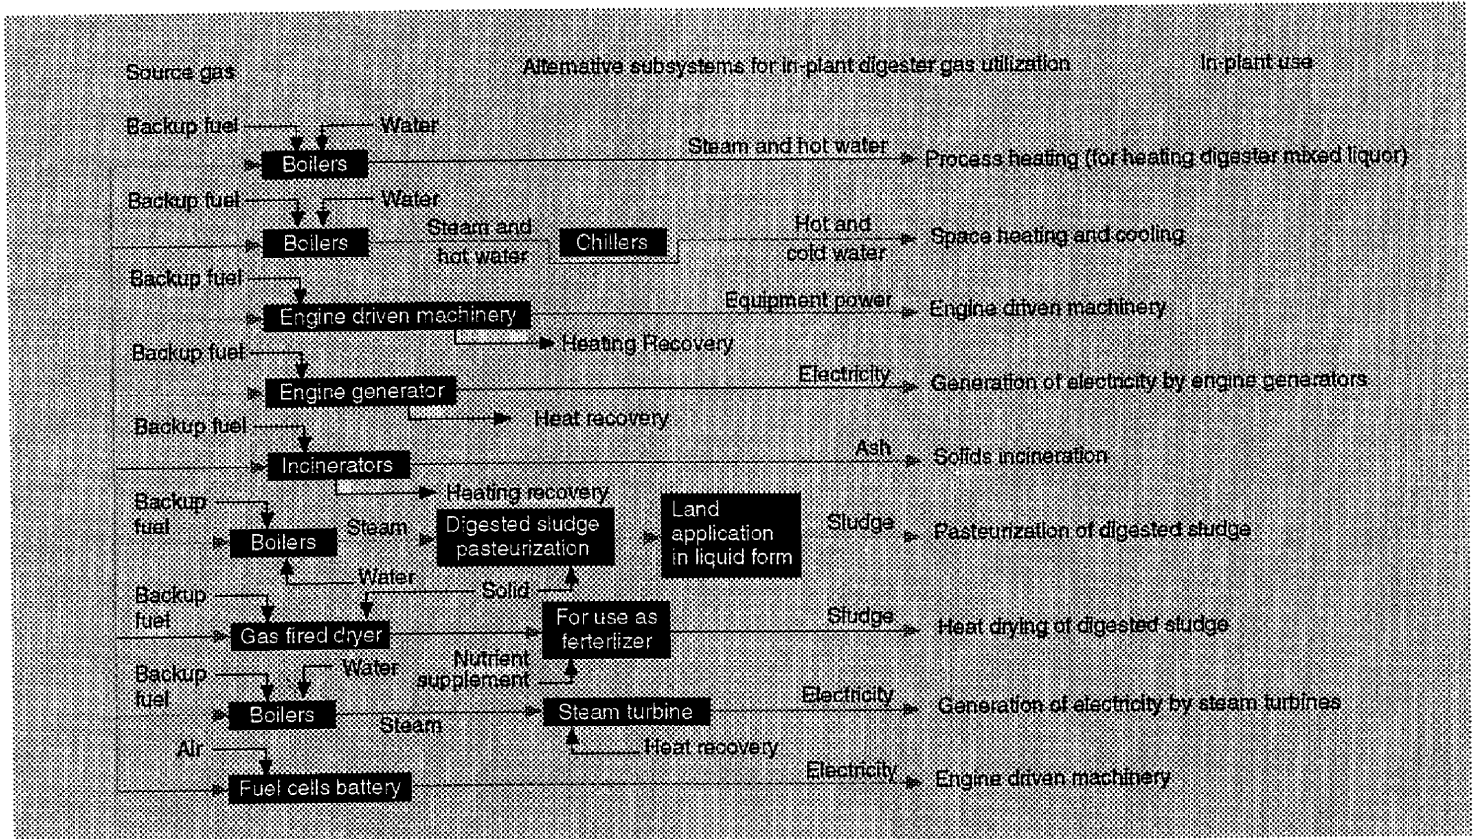 Source gas
Alternative subsystems for in-plant digester gas utilization
In-plant use
Backup fuel
Water
Boilers
Steam and hot water
Process heating (for heating digester mixed liquor)
Backup fuel
Water
Boilers
Steam and
hot water
Chillers
Hot and
cold water
Space heating and cooling
Backup fuel
Engine driven machinery
Equipment power
Engine driven machinery
Heating Recovery
Backup fuel
Engine generator
Electricity
Generation of electricity by engine generators
Heat recovery
Backup fuel
Incinerators
Ash
Solids incineration
Heating recovery
Backup
fuel
Boilers
Steam
Water
Digested sludge
pasteurization
Solid
Land
application
in liquid form
Sludge
Pasteurization of digested sludge
Backup
fuel
Gas fired dryer
For use as
ferterlizer
Nutrient
supplement
Sludge
Heat drying of digested sludge
Backup
fuel
Water
Boilers
Steam
Steam turbine
Heat recovery
Electricity
Generation of electricity by steam turbines
Air
Fuel cells battery
Electricity
Engine driven machinery